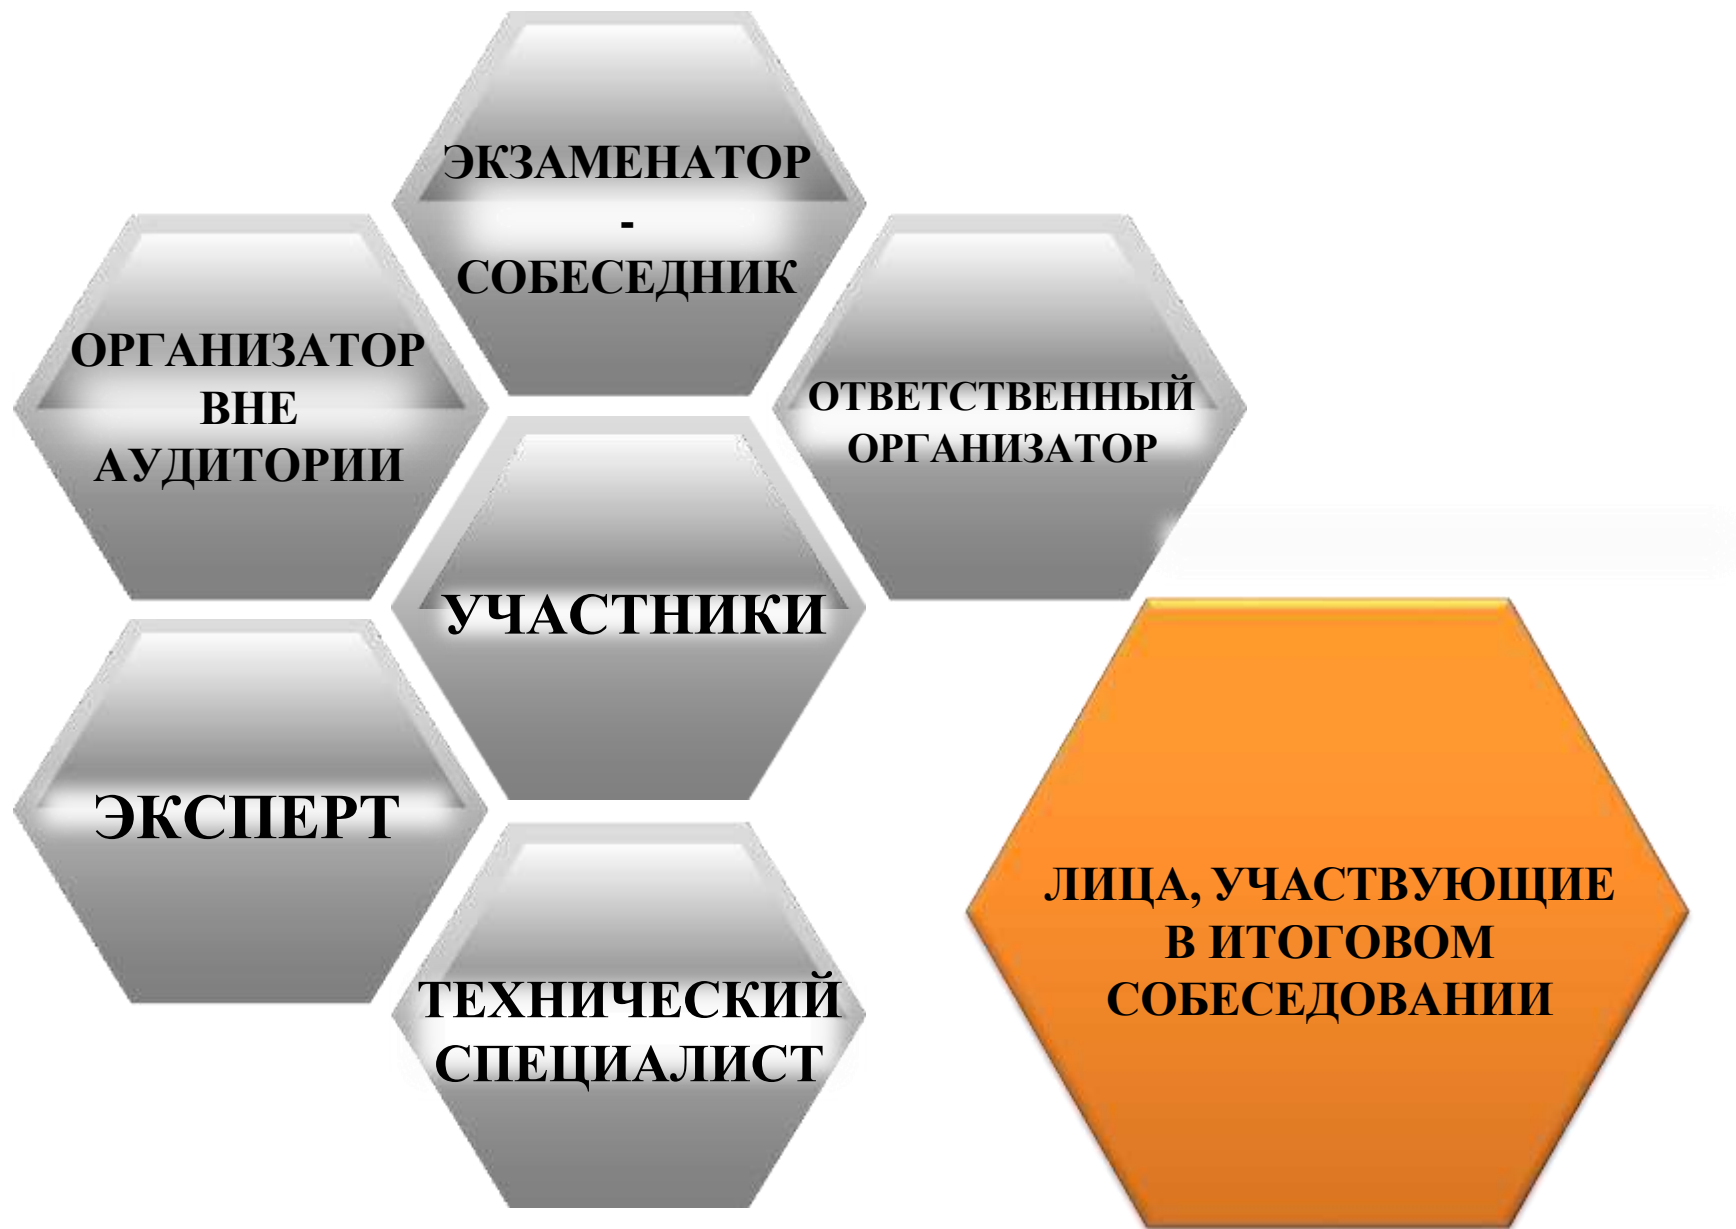 ЭКЗАМЕНАТОР
-
СОБЕСЕДНИК
ОРГАНИЗАТОР
ВНЕ
АУДИТОРИИ
ОТВЕТСТВЕННЫЙ
ОРГАНИЗАТОР
УЧАСТНИКИ
ЭКСПЕРТ
ТЕХНИЧЕСКИЙ
СПЕЦИАЛИСТ
ЛИЦА, УЧАСТВУЮЩИЕ
В ИТОГОВОМ
СОБЕСЕДОВАНИИ